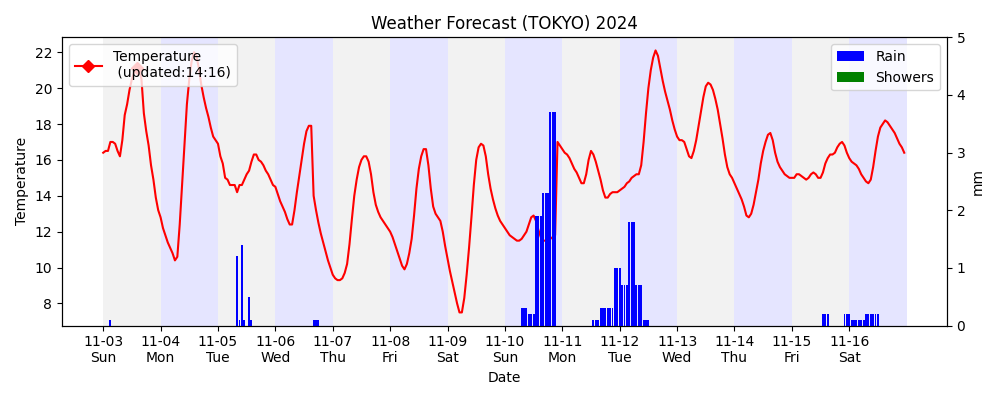 Weather Forecast (TOKYO) 2024
Temperature
(updated:14:16)
Rain
Showers
Temperature
22
20
18
16
14
12
10
8
5
4
3
2
1
0
mm
11-03 11-04 11-05 11-06 11-07 11-08 11-09 11-10 11-11 11-12 11-13 11-14 11-15 11-16
Sun Mon Tue Wed Thu Fri Sat Sun Mon Tue Wed Thu Fri Sat
Date